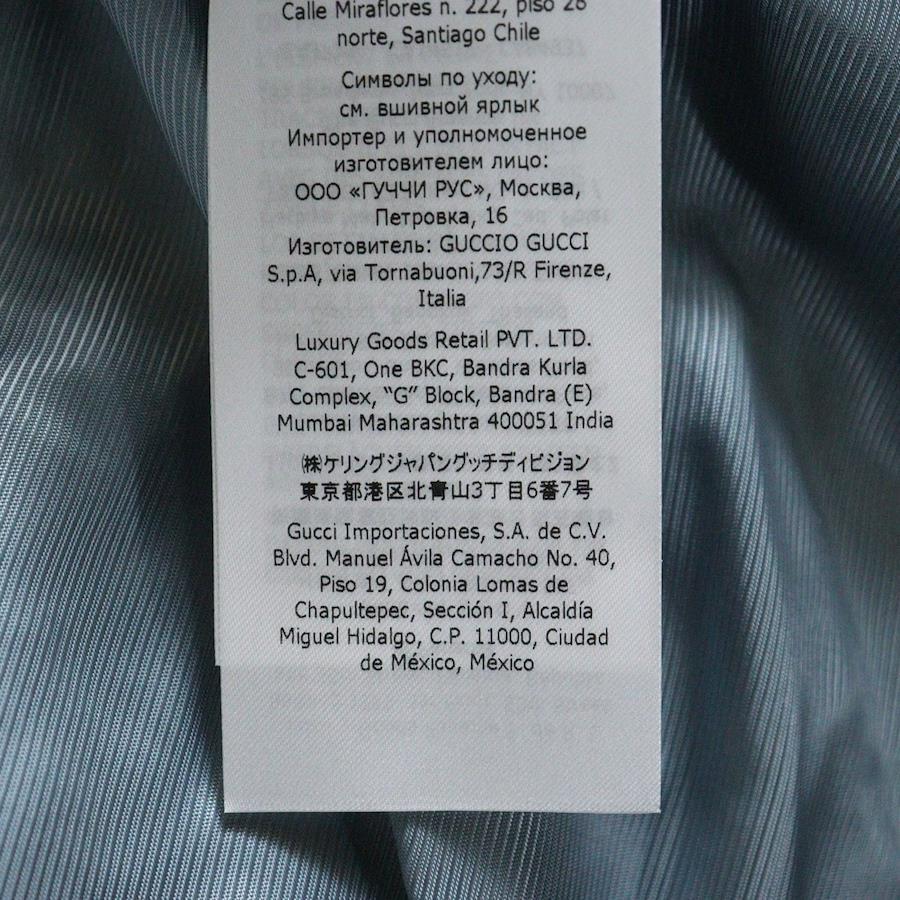 Calle Miraflores n. 222, piso 28
norte, Santiago Chile
Символы по уходу:
см. вшивной ярлык
Импортер и уполномоченное
изготовителем лицо:
ООО «ГУЧЧИ РУС», Москва,
Петровка, 16
Изготовитель: GUCCIO GUCCI
S.p.A, via Tornabuoni,73/R Firenze,
Italia
Luxury Goods Retail PVT. LTD.
C-601, One BKC, Bandra Kurla
Complex, “G” Block, Bandra (E)
Mumbai Maharashtra 400051 India
㈱ケリングジャパングッチディビジョン
東京都港区北青山3丁目6番7号
Gucci Importaciones, S.A. de C.V.
Blvd. Manuel Ávila Camacho No. 40,
Piso 19, Colonia Lomas de
Chapultepec, Sección I, Alcaldía
Miguel Hidalgo, C.P. 11000, Ciudad
de México, México